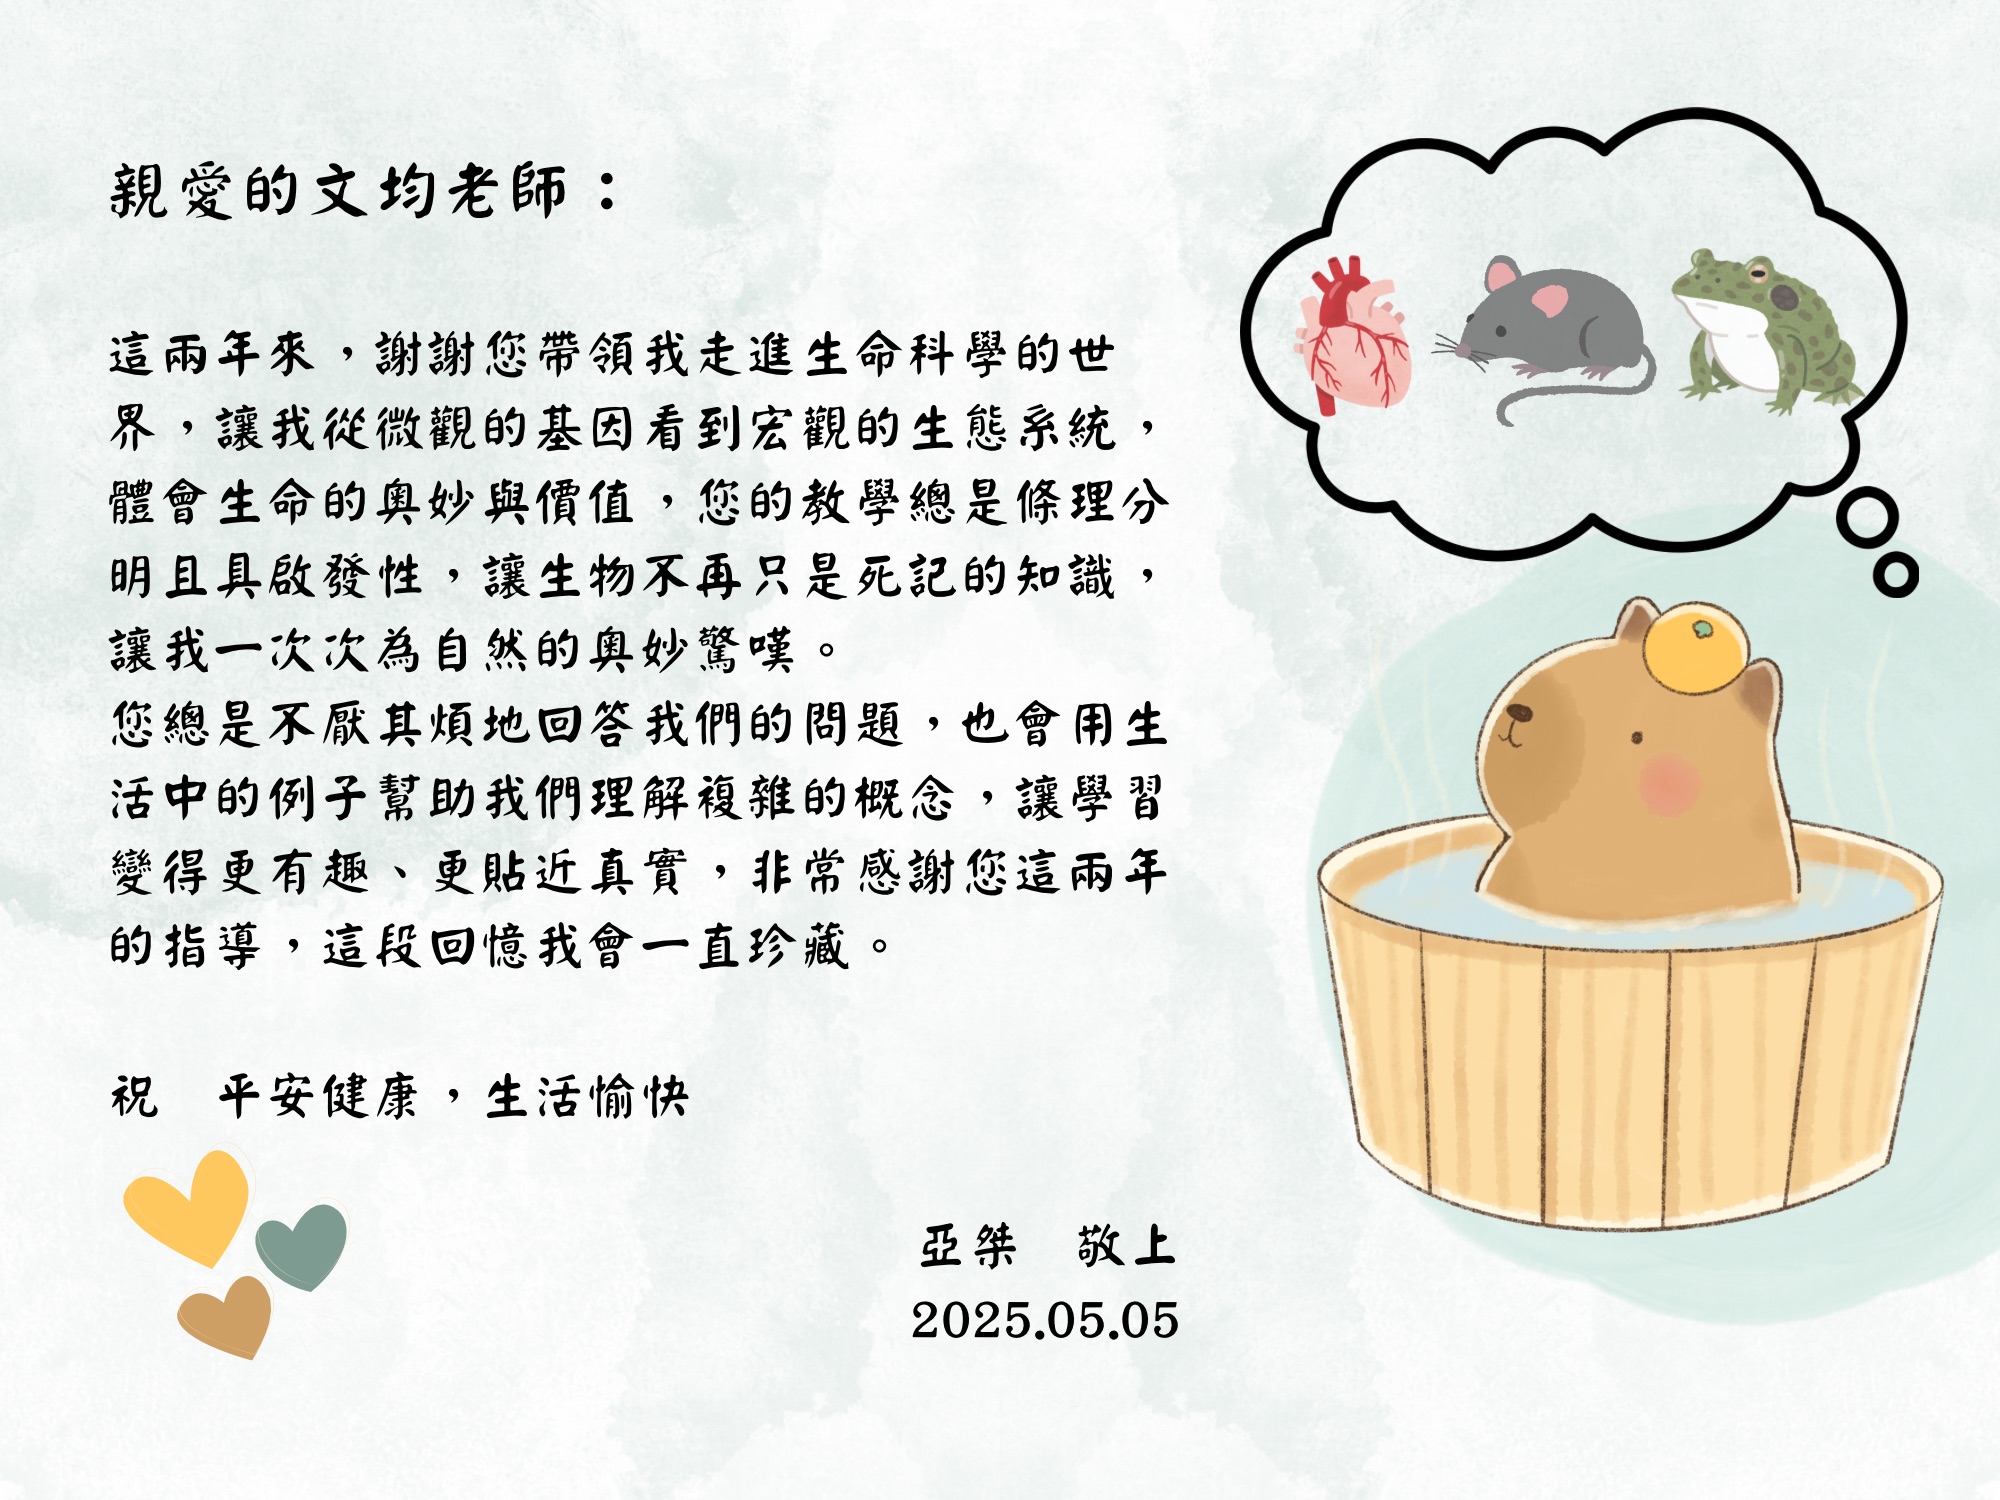 親愛的文均老師：
這兩年來，謝謝您帶領我走進生命科學的世
界，讓我從微觀的基因看到宏觀的生態系統，
體會生命的奧妙與價值，您的教學總是條理分
明且具啟發性，讓生物不再只是死記的知識，
讓我一次次為自然的奧妙驚嘆。
您總是不厭其煩地回答我們的問題，也會用生
活中的例子幫助我們理解複雜的概念，讓學習
變得更有趣、更貼近真實，非常感謝您這兩年
的指導，這段回憶我會一直珍藏。
祝　平安健康，生活愉快
亞桀　敬上
2025.05.05